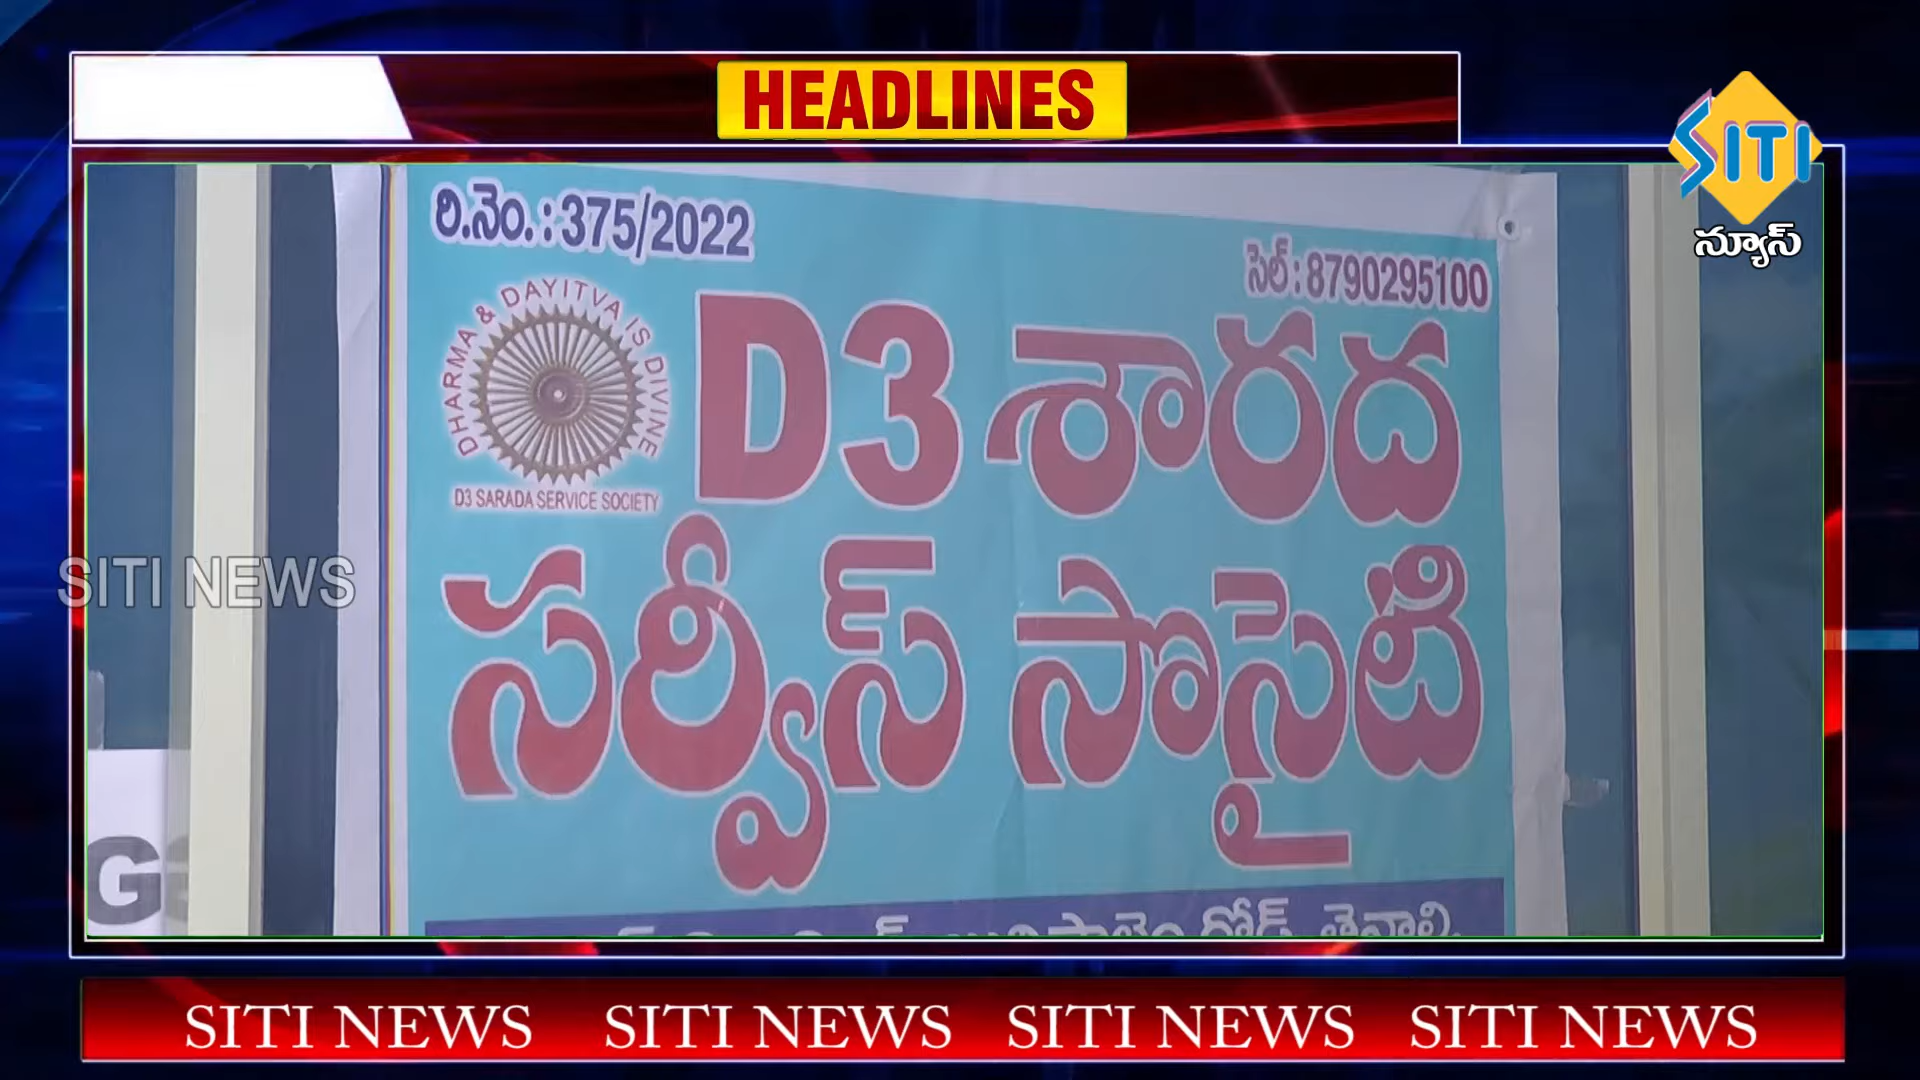 HEADLINES
SITI
న్యూస్
రి.నెం. : 375/2022
సెల్ : 8790295100
DHARMA & DAYITVA IS DIVINE
D3 SARADA SERVICE SOCIETY
D3 శారద
సర్వీస్ సొసైటి
SITI NEWS
G
రోడ్, తెనాలి.
SITI NEWS SITI NEWS SITI NEWS SITI NEWS